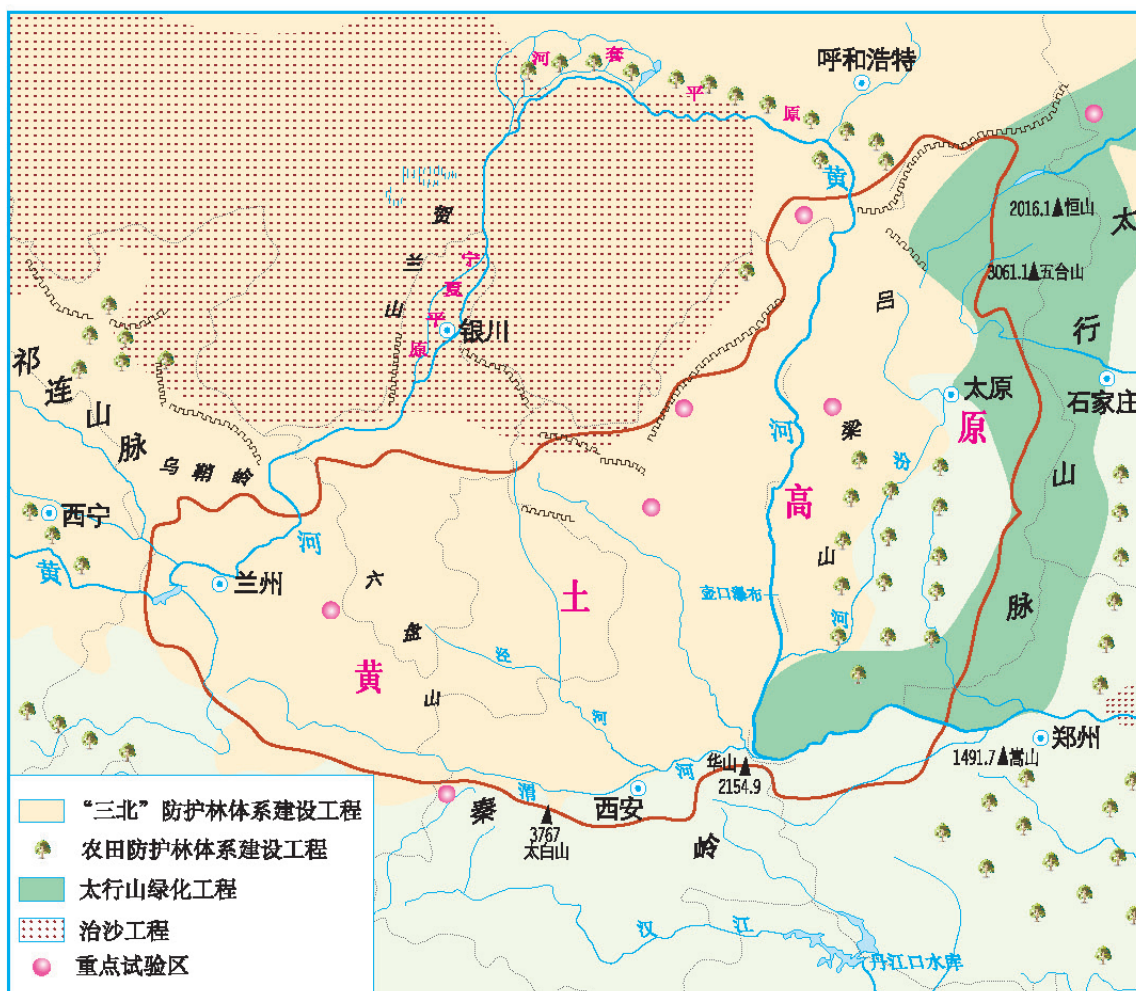 河套平原
呼和浩特
黄
2016.1▲恒山
太
贺兰山
宁夏平原
3061.1▲五台山
吕
银川
行
祁连山脉
太原
石家庄
原
河
梁
汾
乌鞘岭
山
高
西宁
河
黄
兰州
六盘山
土
壶口瀑布
山
河
脉
黄
泾
河
华山
2154.9
郑州
1491.7▲嵩山
渭
河
西安
秦
3767
太白山
岭
汉江
丹江口水库
“三北”防护林体系建设工程
农田防护林体系建设工程
太行山绿化工程
治沙工程
重点试验区